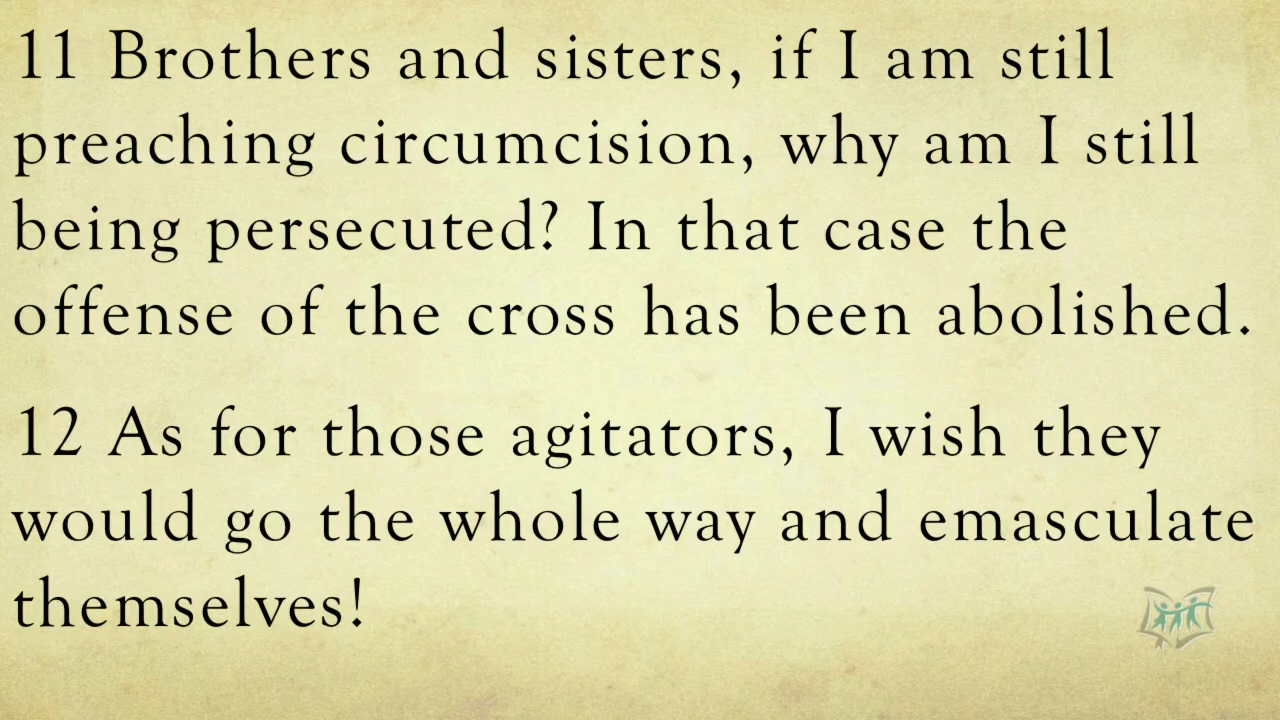 11 Brothers and sisters, if I am still
preaching circumcision, why am I still
being persecuted? In that case the
offense of the cross has been abolished.
12 As for those agitators, I wish they
would go the whole way and emasculate
themselves!